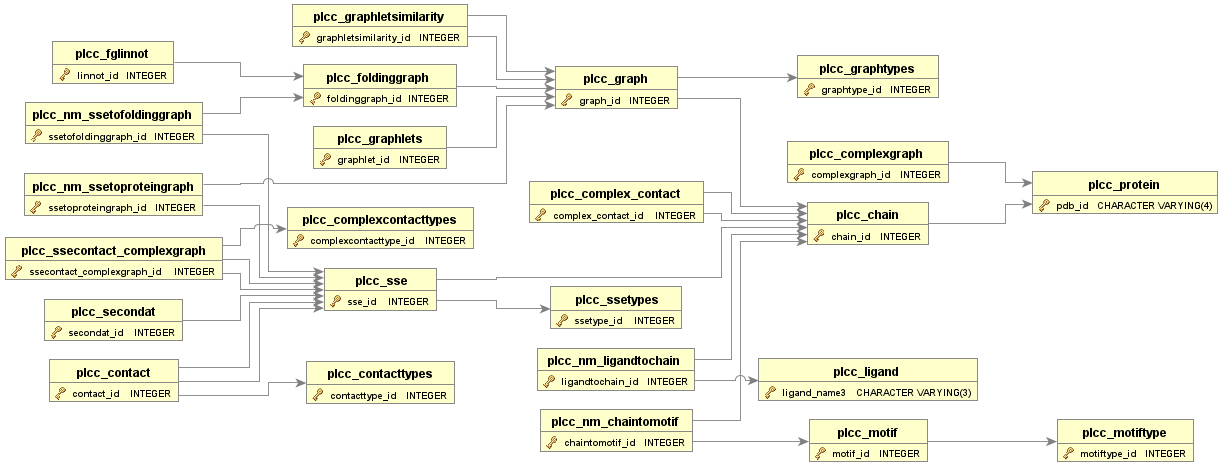 plcc_graphletsimilarity
graphletsimilarity_id INTEGER
plcc_fglinnot
linnot_id INTEGER
plcc_foldinggraph
foldinggraph_id INTEGER
plcc_graph
graph_id INTEGER
plcc_graphtypes
graphtype_id INTEGER
plcc_nm_ssetofoldinggraph
ssetofoldinggraph_id INTEGER
plcc_graphlets
graphlet_id INTEGER
plcc_complexgraph
complexgraph_id INTEGER
plcc_nm_ssetoproteingraph
ssetoproteingraph_id INTEGER
plcc_complex_contact
complex_contact_id INTEGER
plcc_protein
pdb_id CHARACTER VARYING(4)
plcc_complexcontacttypes
complexcontacttype_id INTEGER
plcc_chain
chain_id INTEGER
plcc_ssecontact_complexgraph
ssecontact_complexgraph_id INTEGER
plcc_sse
sse_id INTEGER
plcc_ssetypes
ssetype_id INTEGER
plcc_secondat
secondat_id INTEGER
plcc_nm_ligandtochain
ligandtochain_id INTEGER
plcc_ligand
ligand_name3 CHARACTER VARYING(3)
plcc_contact
contact_id INTEGER
plcc_contacttypes
contacttype_id INTEGER
plcc_nm_chaintomotif
chaintomotif_id INTEGER
plcc_motif
motif_id INTEGER
plcc_motiftype
motiftype_id INTEGER